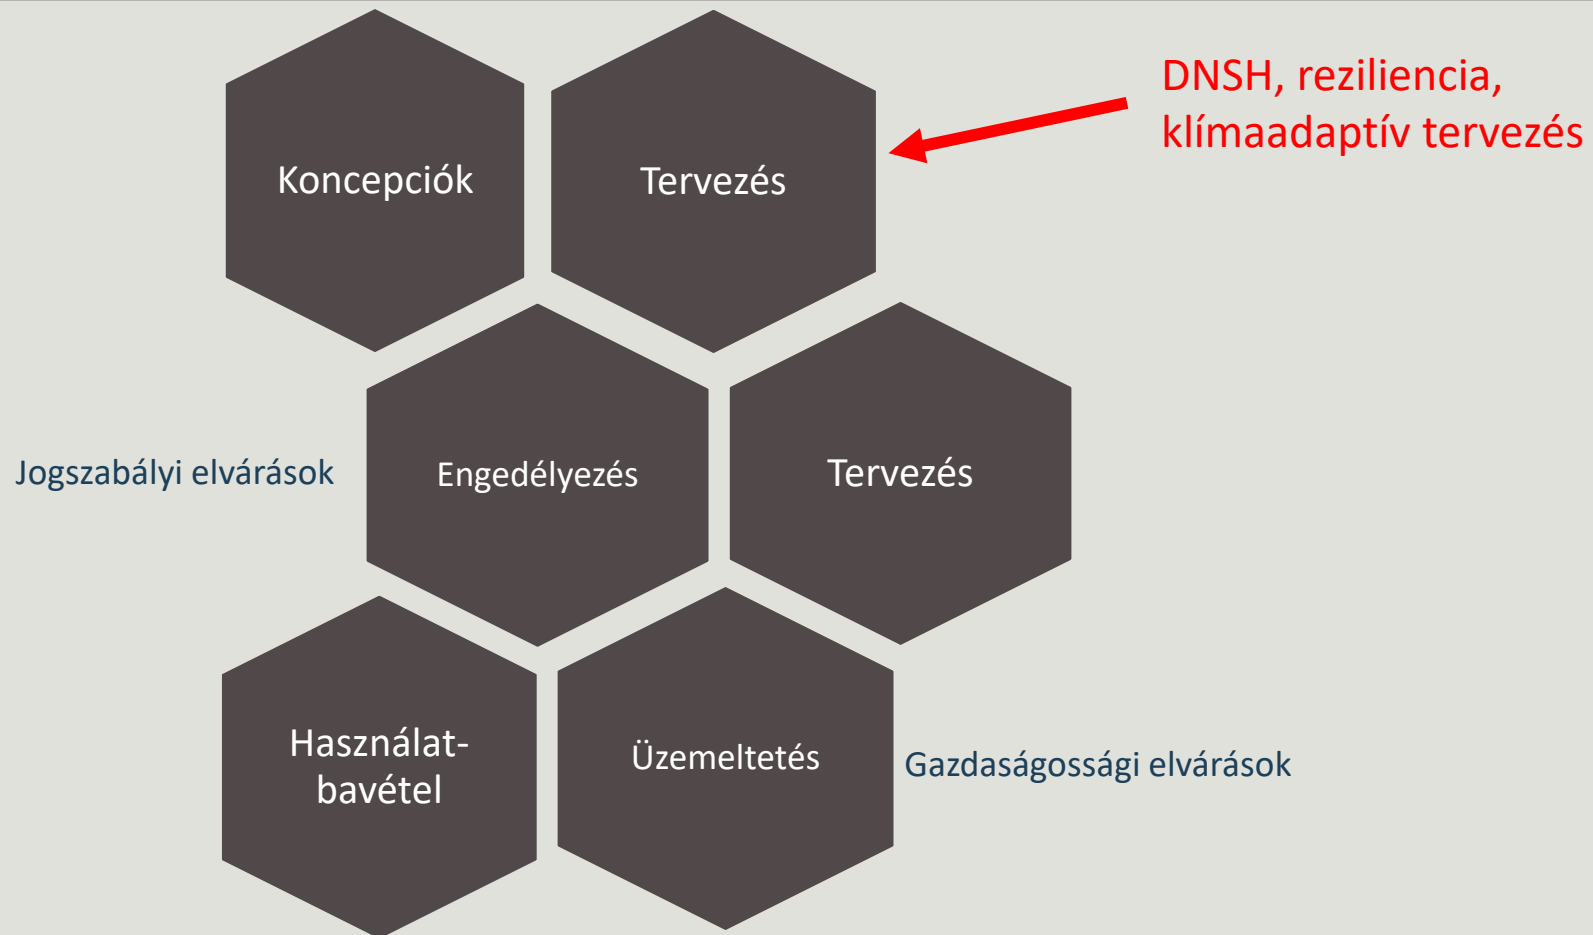 DNSH, reziliencia,
klímaadaptív tervezés
Koncepciók
Tervezés
Jogszabályi elvárások
Engedélyezés
Tervezés
Használat-
bavétel
Üzemeltetés
Gazdaságossági elvárások